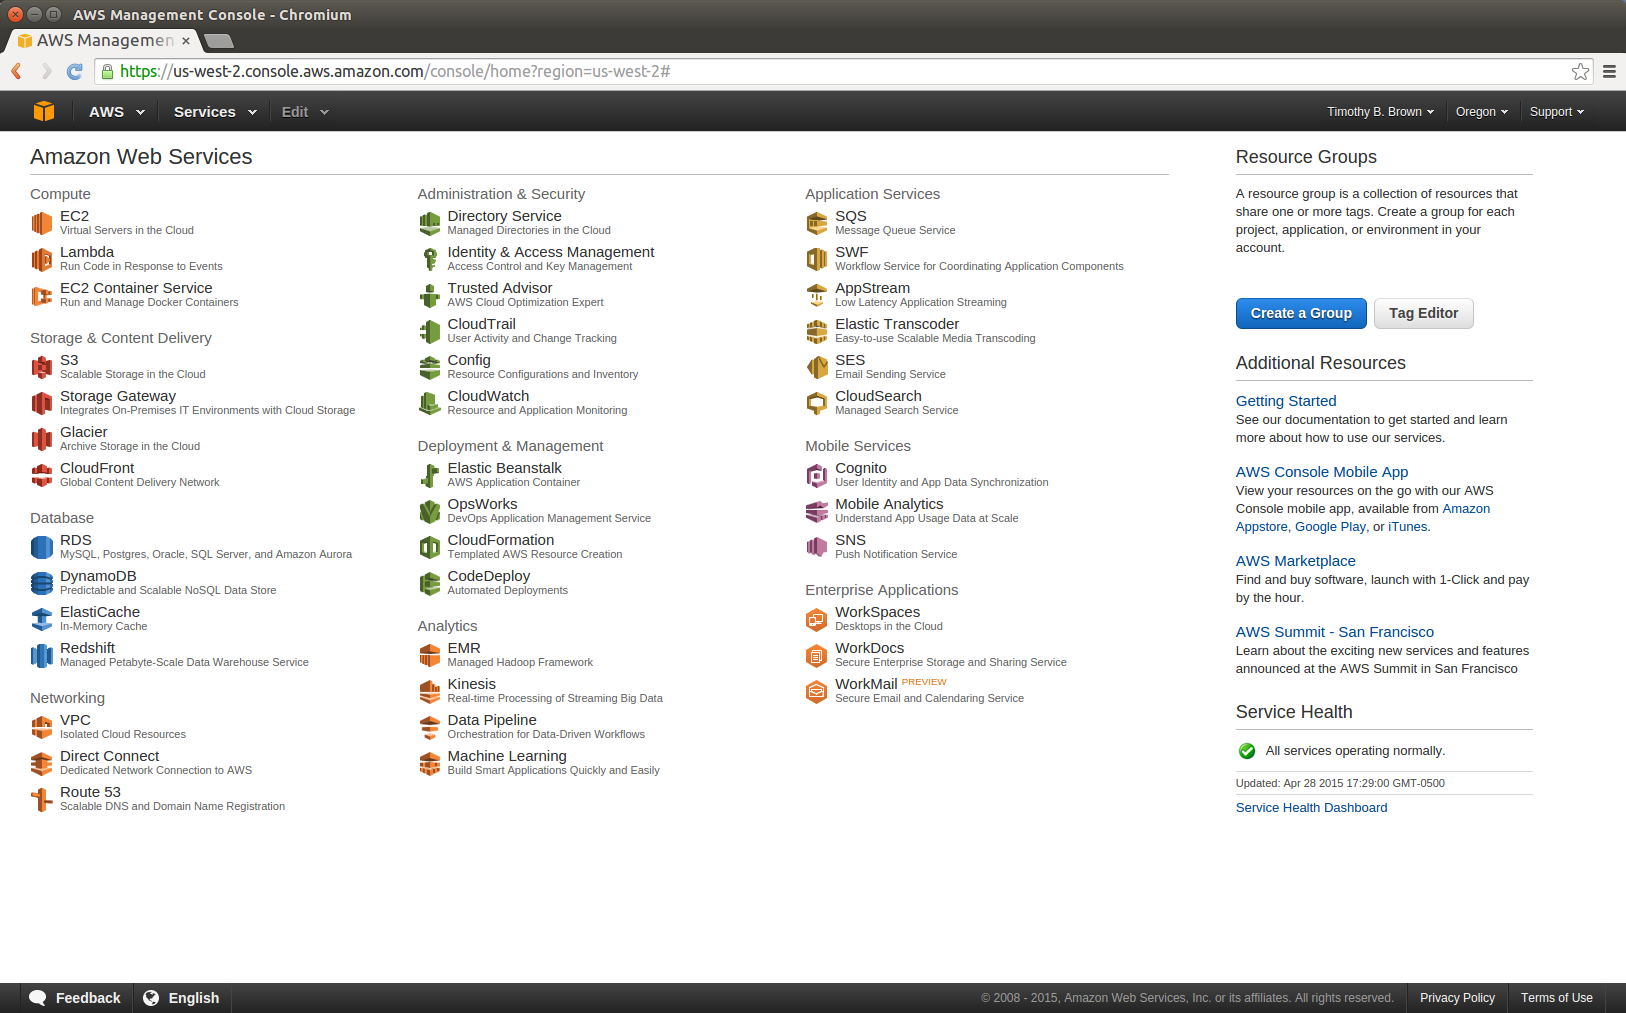 AWS Management Console - Chromium
AWS Managemen
https://us-west-2.console.aws.amazon.com/console/home?region=us-west-2#
AWS Services Edit Timothy B. Brown Oregon Support
Amazon Web Services
Compute
EC2
Virtual Servers in the Cloud
Lambda
Run Code in Response to Events
EC2 Container Service
Run and Manage Docker Containers
Storage & Content Delivery
S3
Scalable Storage in the Cloud
Storage Gateway
Integrates On-Premises IT Environments with Cloud Storage
Glacier
Archive Storage in the Cloud
CloudFront
Global Content Delivery Network
Database
RDS
MySQL, Postgres, Oracle, SQL Server, and Amazon Aurora
DynamoDB
Predictable and Scalable NoSQL Data Store
ElastiCache
In-Memory Cache
Redshift
Managed Petabyte-Scale Data Warehouse Service
Networking
VPC
Isolated Cloud Resources
Direct Connect
Dedicated Network Connection to AWS
Route 53
Scalable DNS and Domain Name Registration
Administration & Security
Directory Service
Managed Directories in the Cloud
Identity & Access Management
Access Control and Key Management
Trusted Advisor
AWS Cloud Optimization Expert
CloudTrail
User Activity and Change Tracking
Config
Resource Configurations and Inventory
CloudWatch
Resource and Application Monitoring
Deployment & Management
Elastic Beanstalk
AWS Application Container
OpsWorks
DevOps Application Management Service
CloudFormation
Templated AWS Resource Creation
CodeDeploy
Automated Deployments
Analytics
EMR
Managed Hadoop Framework
Kinesis
Real-time Processing of Streaming Big Data
Data Pipeline
Orchestration for Data-Driven Workflows
Machine Learning
Build Smart Applications Quickly and Easily
Application Services
SQS
Message Queue Service
SWF
Workflow Service for Coordinating Application Components
AppStream
Low Latency Application Streaming
Elastic Transcoder
Easy-to-use Scalable Media Transcoding
SES
Email Sending Service
CloudSearch
Managed Search Service
Mobile Services
Cognito
User Identity and App Data Synchronization
Mobile Analytics
Understand App Usage Data at Scale
SNS
Push Notification Service
Enterprise Applications
WorkSpaces
Desktops in the Cloud
WorkDocs
Secure Enterprise Storage and Sharing Service
WorkMail PREVIEW
Secure Email and Calendaring Service
Resource Groups
A resource group is a collection of resources that
share one or more tags. Create a group for each
project, application, or environment in your
account.
Create a Group Tag Editor
Additional Resources
Getting Started
See our documentation to get started and learn
more about how to use our services.
AWS Console Mobile App
View your resources on the go with our AWS
Console mobile app, available from Amazon
Appstore, Google Play, or iTunes.
AWS Marketplace
Find and buy software, launch with 1-Click and pay
by the hour.
AWS Summit - San Francisco
Learn about the exciting new services and features
announced at the AWS Summit in San Francisco
Service Health
All services operating normally.
Updated: Apr 28 2015 17:29:00 GMT-0500
Service Health Dashboard
Feedback English © 2008 - 2015, Amazon Web Services, Inc. or its affiliates. All rights reserved. Privacy Policy Terms of Use